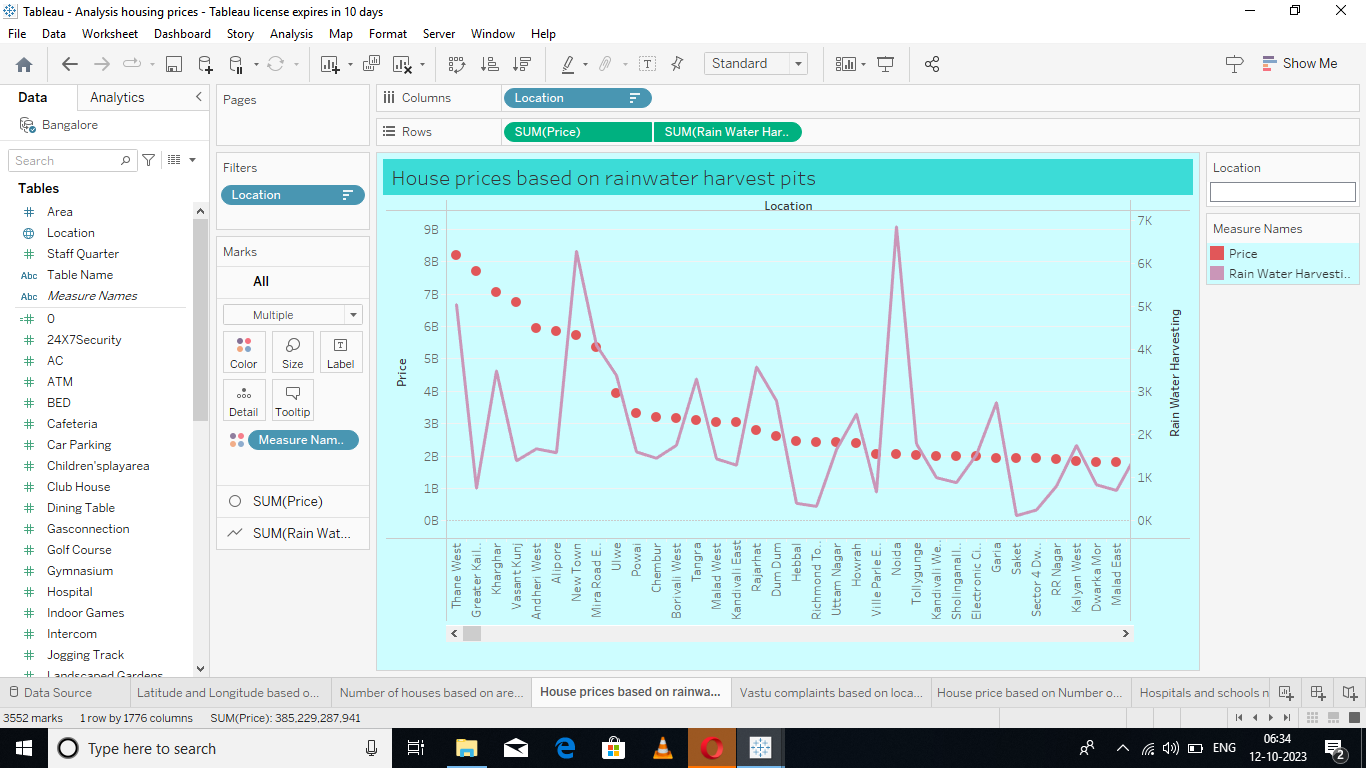 Tableau - Analysis housing prices - Tableau license expires in 10 days
File Data Worksheet Dashboard Story Analysis Map Format Server Window Help
Standard
Show Me
Data Analytics
Bangalore
Search
Tables
Area
Location
Staff Quarter
Abc Table Name
Abc Measure Names
0
24X7Security
AC
ATM
BED
Cafeteria
Car Parking
Children'splayarea
Club House
Dining Table
Gasconnection
Golf Course
Gymnasium
Hospital
Indoor Games
Intercom
Jogging Track
Landscaped Gardens
Pages
Filters
Location
Marks
All
Multiple
Color Size Label
Detail Tooltip
Measure Nam..
SUM(Price)
SUM(Rain Wat...
Columns Location
Rows SUM(Price) SUM(Rain Water Har..
House prices based on rainwater harvest pits
Location
Price
9B
8B
7B
6B
5B
4B
3B
2B
1B
0B
7K
6K
5K
4K
3K
2K
1K
0K
Rain Water Harvesting
Thane West
Greater Kail..
Kharghar
Vasant Kunj
Andheri West
Alipore
New Town
Mira Road E..
Ulwe
Powai
Chembur
Borivali West
Tangra
Malad West
Kandivali East
Rajarhat
Dum Dum
Hebbal
Richmond To..
Uttam Nagar
Howrah
Ville Parle E..
Noida
Tollygunge
Kandivali We..
Sholinganall..
Electronic Ci..
Garia
Saket
Sector 4 Dw..
RR Nagar
Kalyan West
Dwarka Mor
Malad East
Location
Measure Names
Price
Rain Water Harvesti..
Data Source Latitude and Longitude based o... Number of houses based on are... House prices based on rainwa... Vastu complaints based on loca... House price based on Number o... Hospitals and schools n
3552 marks 1 row by 1776 columns SUM(Price): 385,229,287,941
Type here to search
ENG
06:34
12-10-2023
2